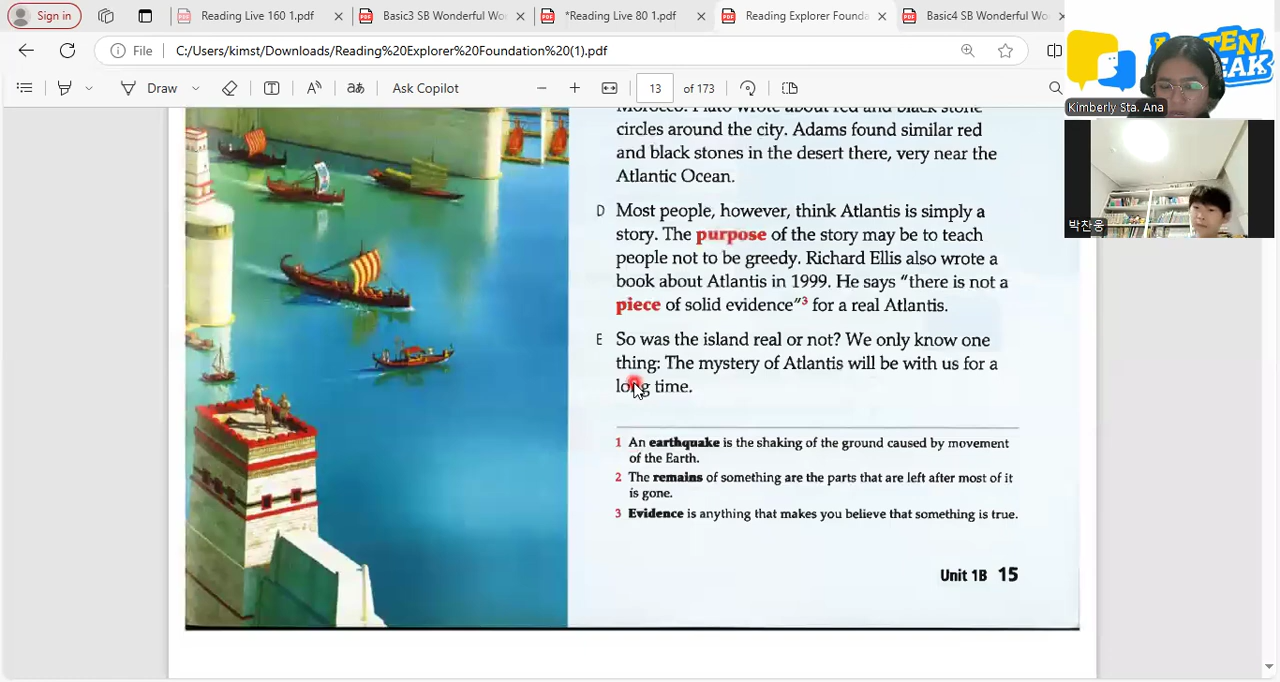 Sign in
Reading Live 160 1.pdf
Basic3 SB Wonderful Wo
*Reading Live 80 1.pdf
Reading Explorer Founda
Basic4 SB Wonderful Wo
File
C:/Users/kimst/Downloads/Reading%20Explorer%20Foundation%20(1).pdf
Draw
Ask Copilot
13 of 173
Kimberly Sta. Ana
박찬웅
Morocco. Plato wrote about red and black stone
circles around the city. Adams found similar red
and black stones in the desert there, very near the
Atlantic Ocean.
D Most people, however, think Atlantis is simply a
story. The purpose of the story may be to teach
people not to be greedy. Richard Ellis also wrote a
book about Atlantis in 1999. He says “there is not a
piece of solid evidence”3 for a real Atlantis.
E So was the island real or not? We only know one
thing: The mystery of Atlantis will be with us for a
long time.
1 An earthquake is the shaking of the ground caused by movement
of the Earth.
2 The remains of something are the parts that are left after most of it
is gone.
3 Evidence is anything that makes you believe that something is true.
Unit 1B 15